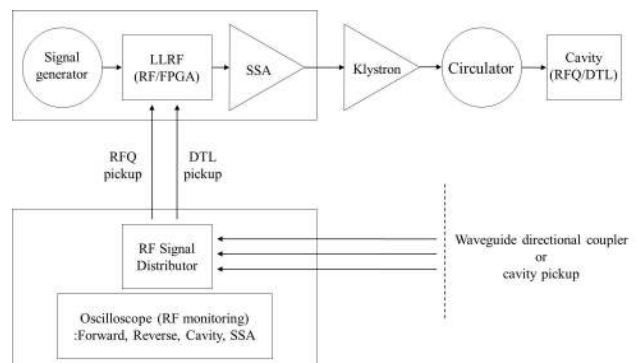 Signal
generator
LLRF
(RF/FPGA)
SSA
Klystron
Circulator
Cavity
(RFQ/DTL)
RFQ
pickup
DTL
pickup
RF Signal
Distributor
Waveguide directional coupler
or
cavity pickup
Oscilloscope (RF monitoring)
:Forward, Reverse, Cavity, SSA